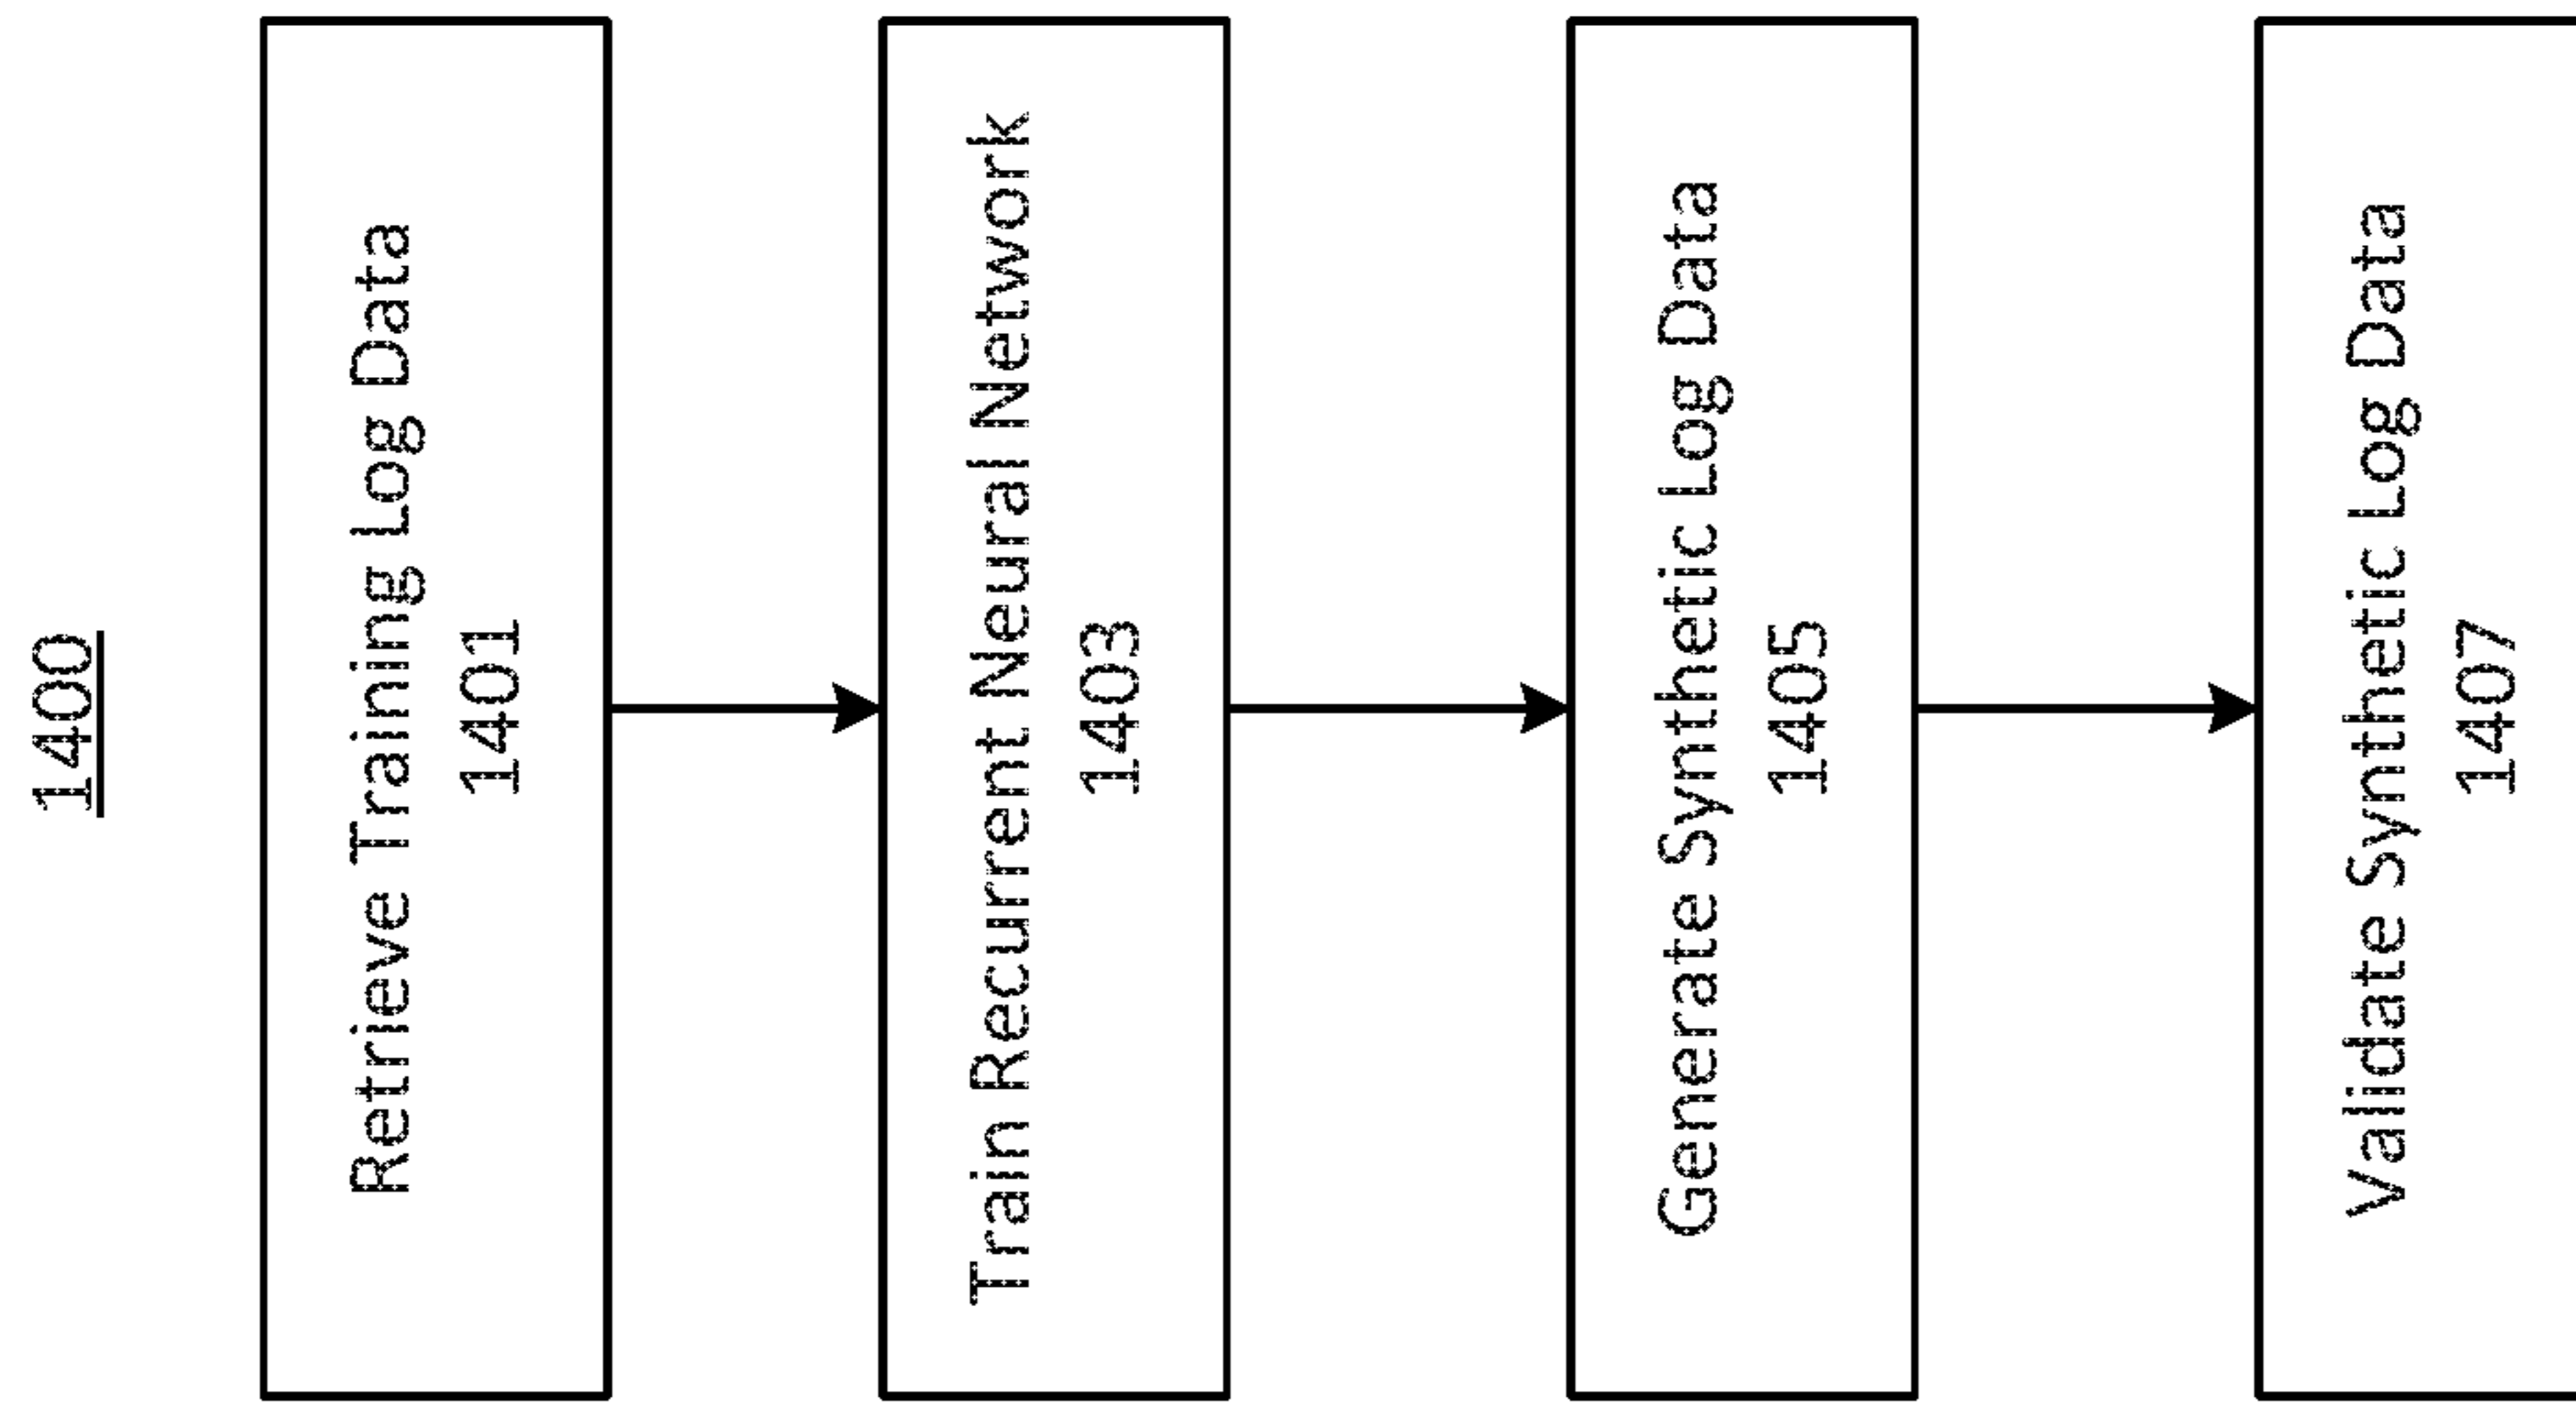 1400
Retrieve Training Log Data
1401
Train Recurrent Neural Network
1403
Generate Synthetic Log Data
1405
Validate Synthetic Log Data
1407